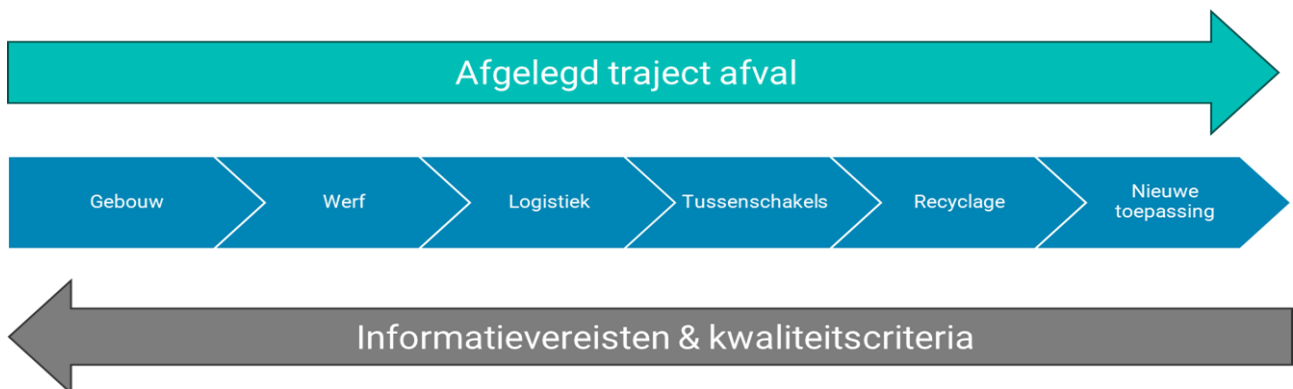 Afgelegd traject afval
Gebouw
Werf
Logistiek
Tussenschakels
Recyclage
Nieuwe
toepassing
Informatievereisten & kwaliteitscriteria